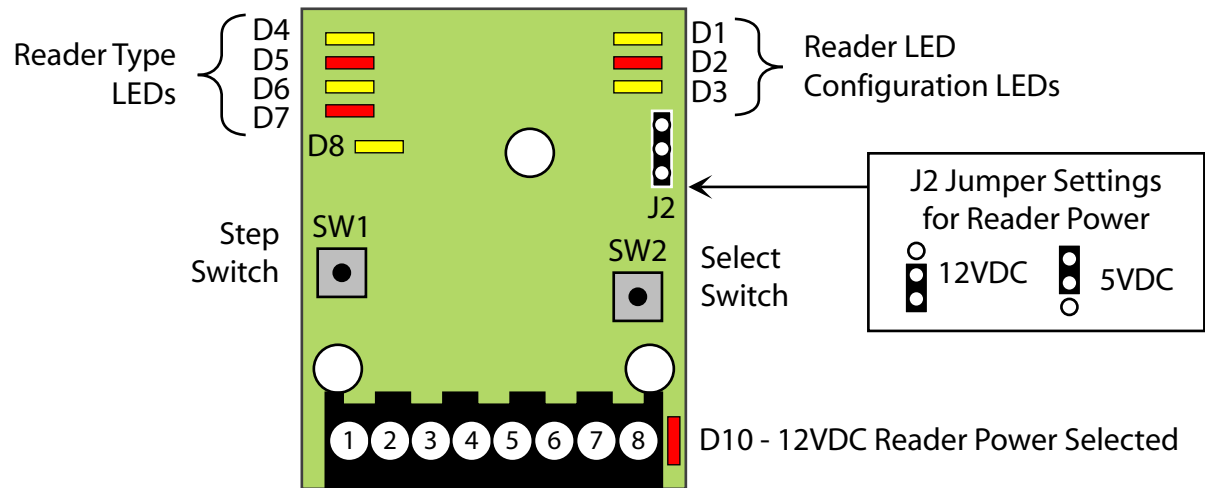 Reader Type
LEDs
D4
D5
D6
D7
D8
D1
D2
D3
Reader LED
Configuration LEDs
J2
J2 Jumper Settings
for Reader Power
12VDC
5VDC
Step
Switch
SW1
SW2
Select
Switch
1 2 3 4 5 6 7 8
D10 - 12VDC Reader Power Selected